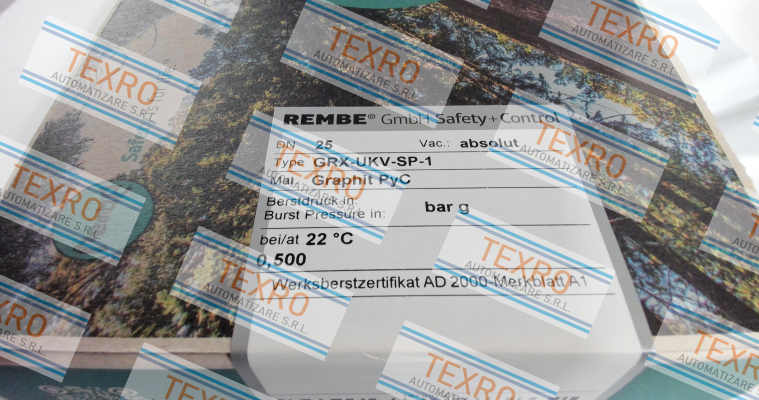 REMBE® GmbH Safety+Control
DN 25 Vac.: absolut
Type GRX-UKV-SP-1
Mat. Graphit PyC
Berstdruck in:
Burst Pressure in: bar g
bei/at 22 °C
0,500
Werksberstzertifikat AD 2000-Merkblatt A1
TEXRO
AUTOMATIZARE S.R.L.